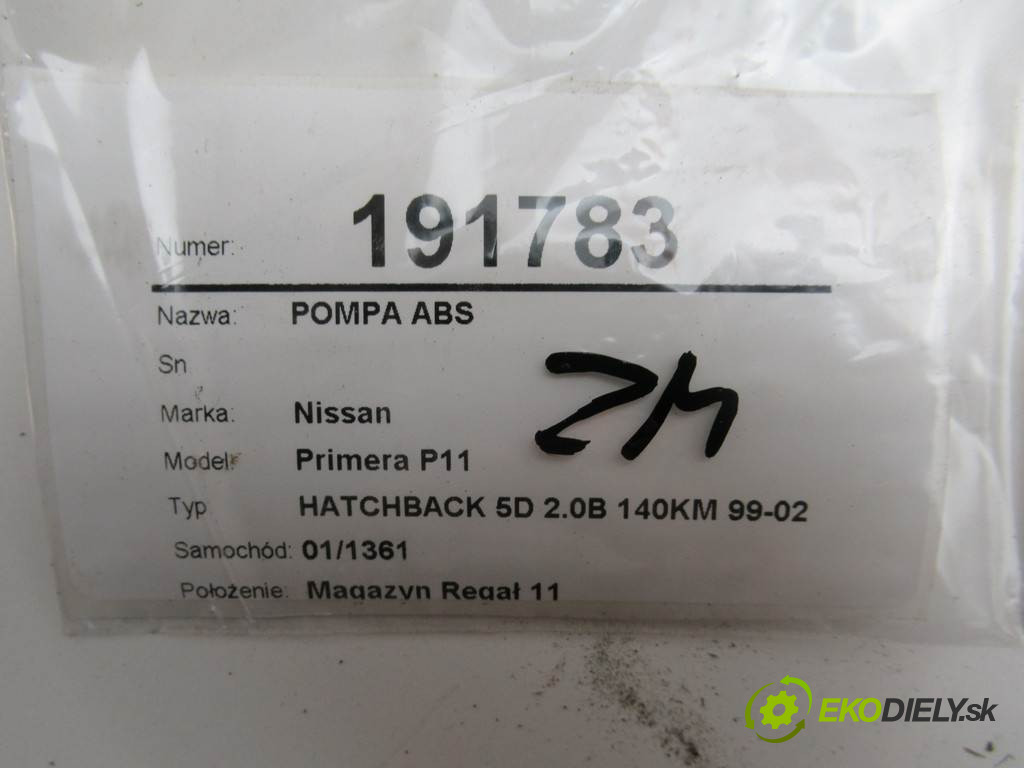 Numer: 191783
Nazwa: POMPA ABS
Sn
Marka: Nissan
Model: Primera P11
Typ HATCHBACK 5D 2.0B 140KM 99-02
Samochód: 01/1361
Położenie: Magazyn Regał 11
ZM
EKODIELY.sk